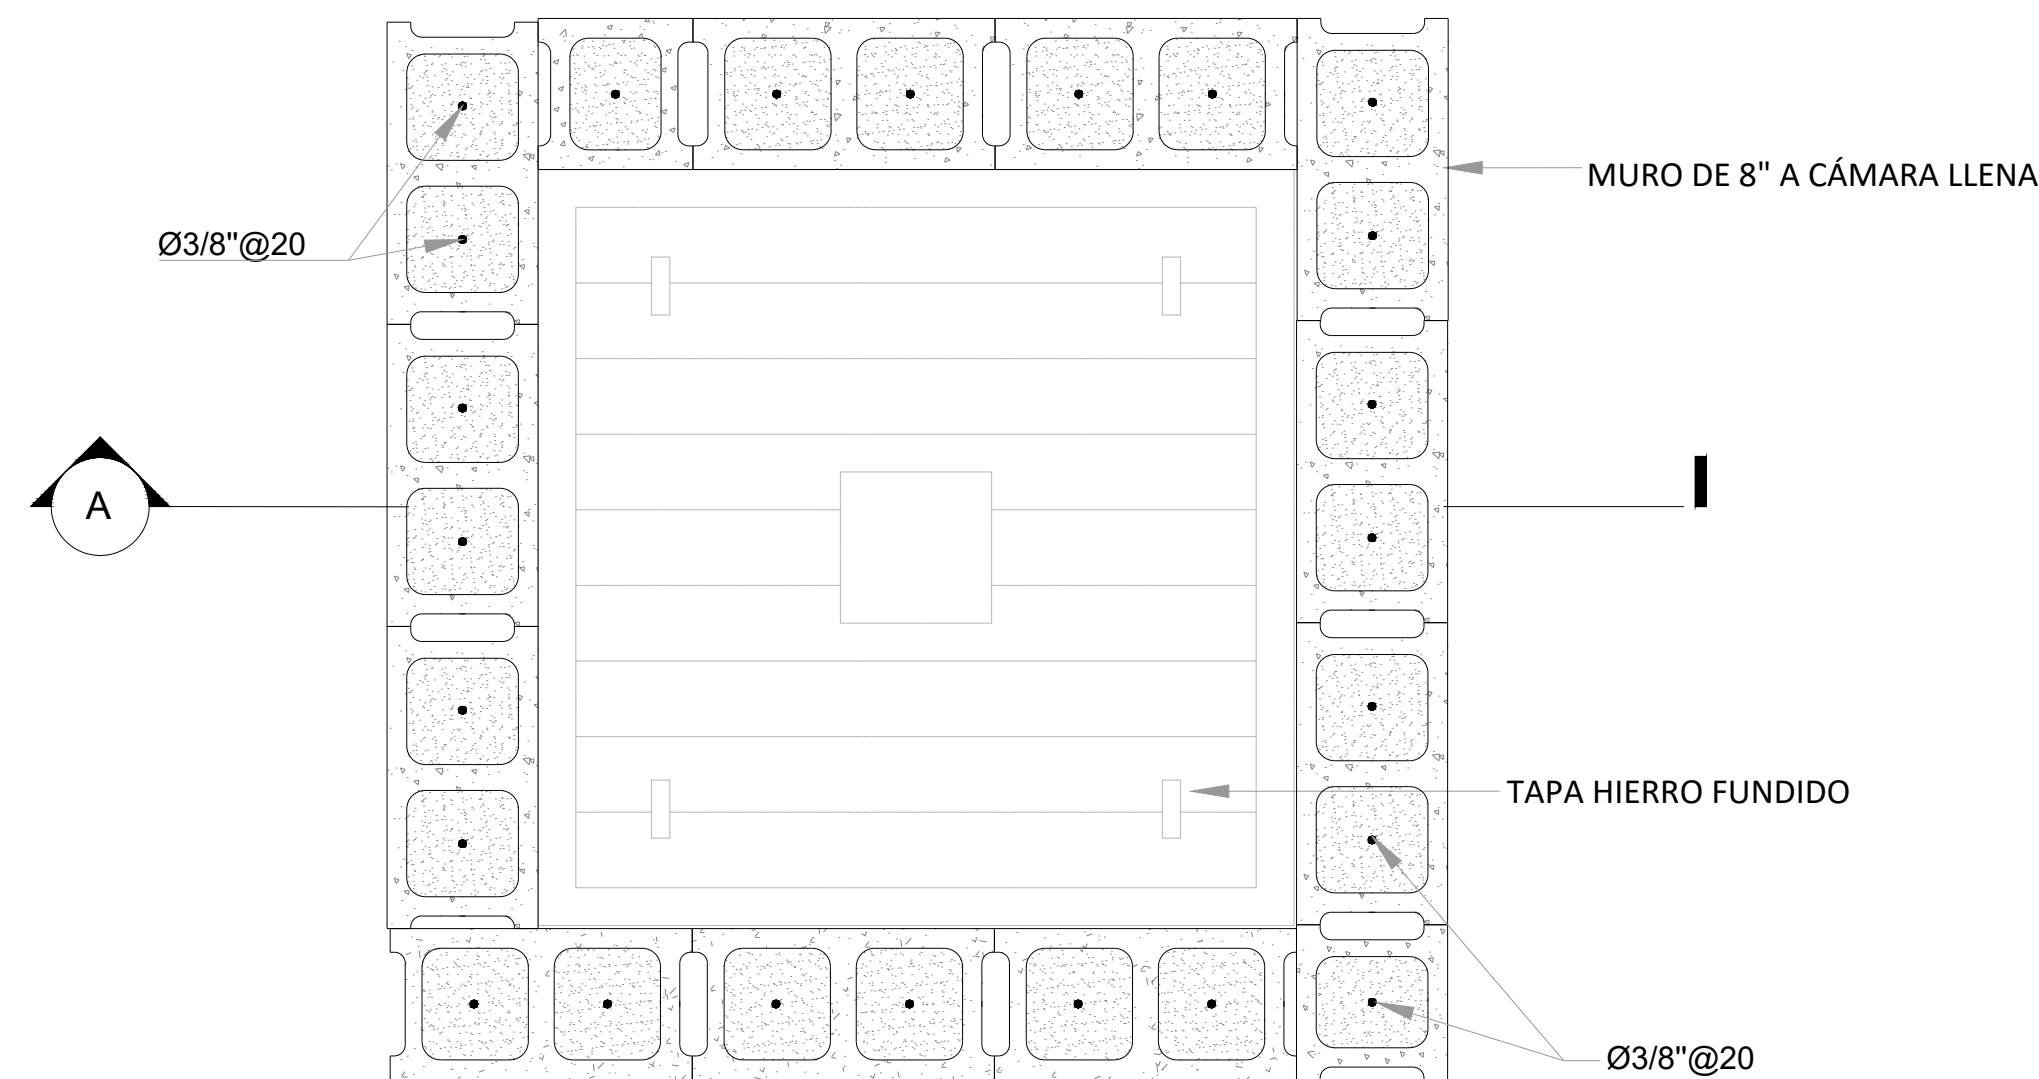 MURO DE 8" A CÁMARA LLENA
Ø3/8"@20
A
TAPA HIERRO FUNDIDO
Ø3/8"@20